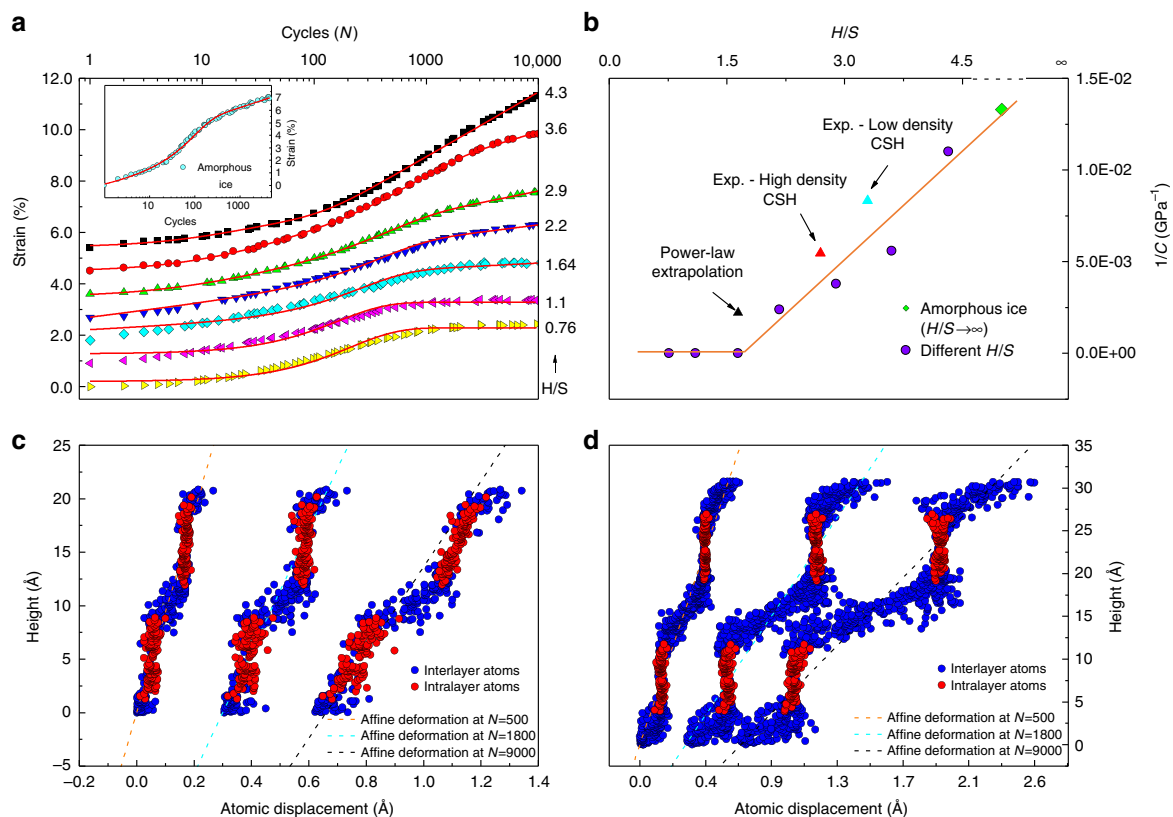 a
Cycles (N)
1 10 100 1000 10,000
12.0
10.0
8.0
6.0
4.0
2.0
0.0
Strain (%)
7
6
5
4
3
2
1
0
Strain (%)
Amorphous
ice
10 1000
Cycles
4.3
3.6
2.9
2.2
1.64
1.1
0.76
H/S
b
H/S
0.0 1.5 3.0 4.5 ∞
1.5E-02
1.0E-02
5.0E-03
0.0E+00
1/C (GPa⁻¹)
Exp. - Low density
CSH
Exp. - High density
CSH
Power-law
extrapolation
Amorphous ice
(H/S→∞)
Different H/S
c
25
20
15
10
5
0
−5
Height (Å)
Interlayer atoms
Intralayer atoms
Affine deformation at N=500
Affine deformation at N=1800
Affine deformation at N=9000
−0.2 0.0 0.2 0.4 0.6 0.8 1.0 1.2 1.4
Atomic displacement (Å)
d
35
30
25
20
15
10
5
0
Height (Å)
Interlayer atoms
Intralayer atoms
Affine deformation at N=500
Affine deformation at N=1800
Affine deformation at N=9000
0.0 0.4 0.9 1.3 1.7 2.1 2.6
Atomic displacement (Å)